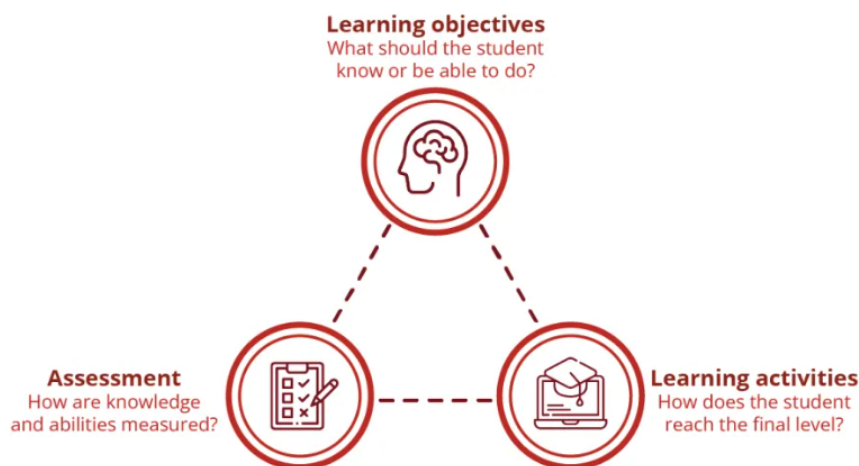 Learning objectives
What should the student
know or be able to do?
Assessment
How are knowledge
and abilities measured?
Learning activities
How does the student
reach the final level?